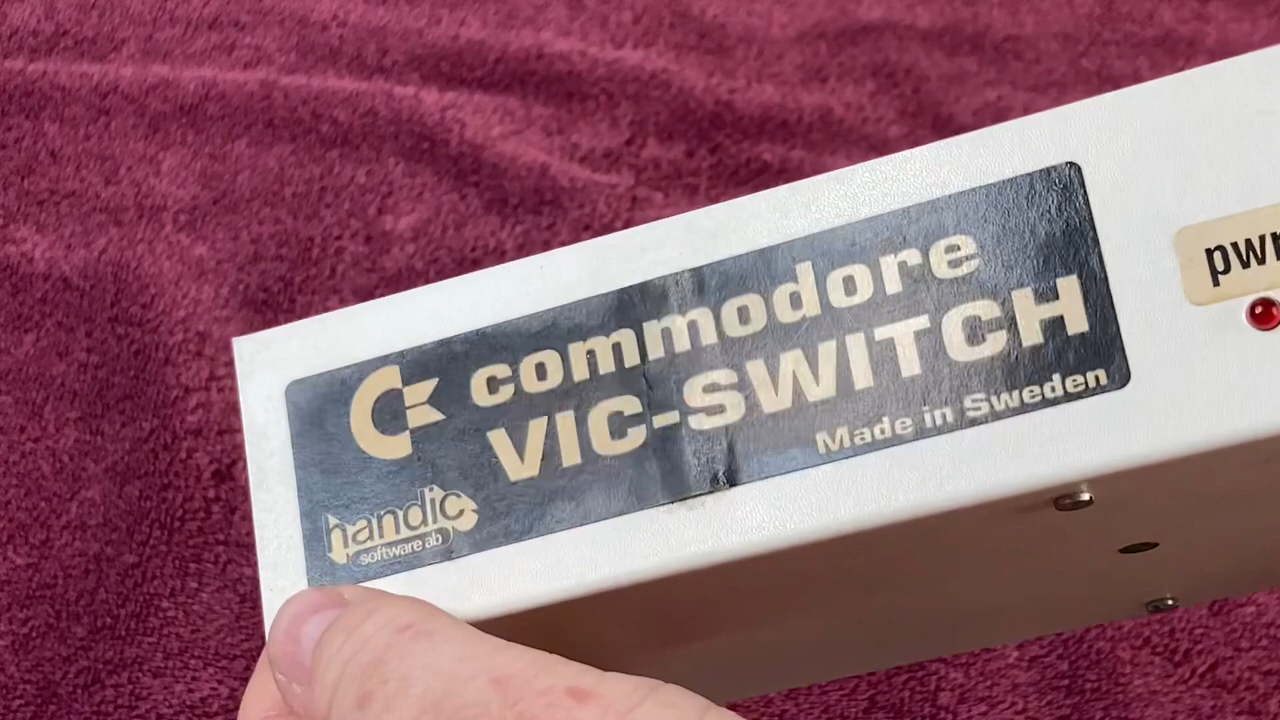 commodore
VIC-SWITCH
Made in Sweden
handic
software ab
pwr